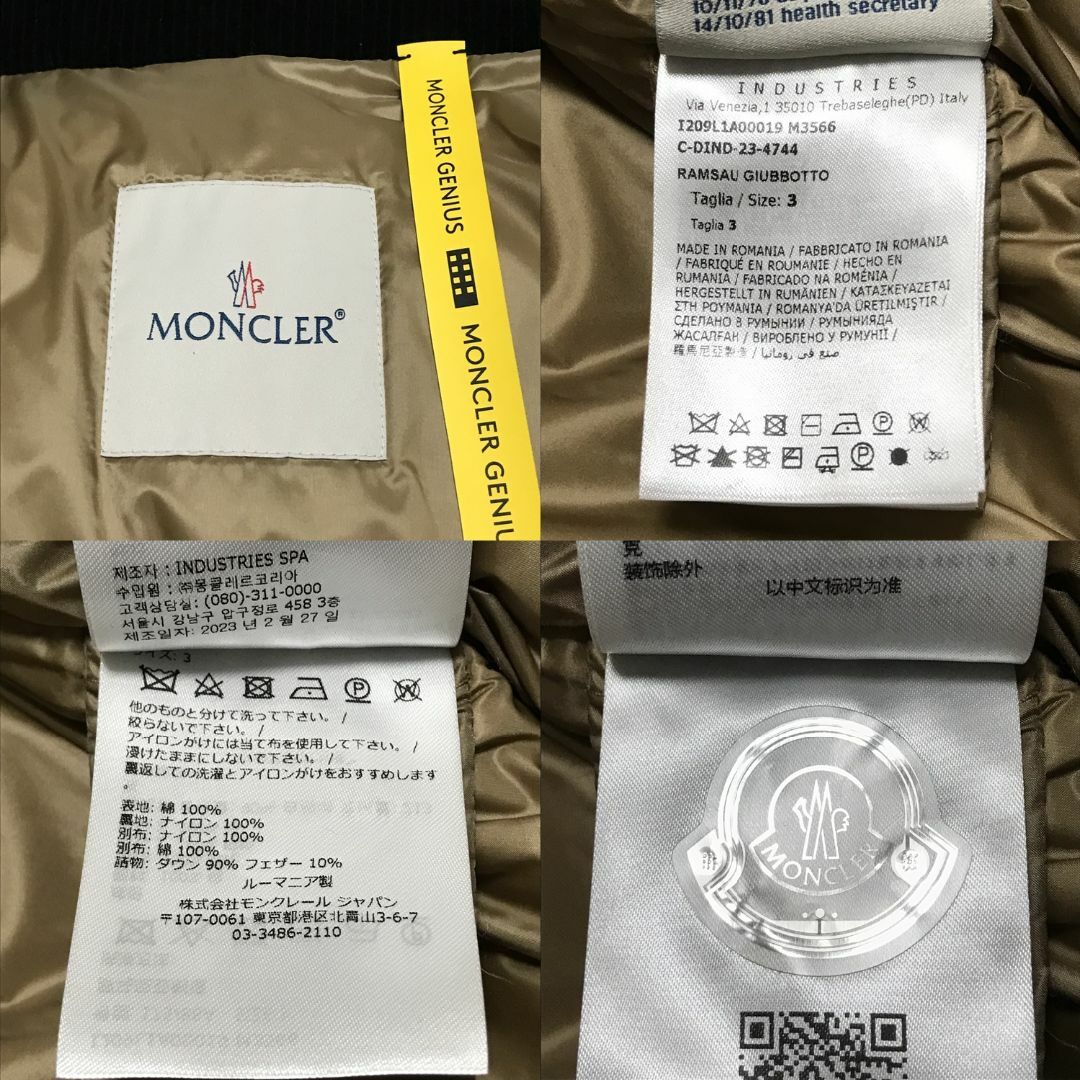 MONCLER®
MONCLER GENIUS
MONCLER GENIU
14/10/81 health secretary
INDUSTRIES
Via Venezia,1 35010 Trebaseleghe(PD) Italy
I209L1A00019 M3566
C-DIND-23-4744
RAMSAU GIUBBOTTO
Taglia / Size: 3
Taglia 3
MADE IN ROMANIA / FABBRICATO IN ROMANIA
/ FABRIQUÉ EN ROUMANIE / HECHO EN
RUMANIA / FABRICADO NA ROMÉNIA /
HERGESTELLT IN RUMÄNIEN / ΚΑΤΑΣΚΕΥΑΖΕΤΑΙ
ΣΤΗ ΡΟΥΜΑΝΙΑ / ROMANYA'DA ÜRETILMIŞTIR /
СДЕЛАНО В РУМЫНИИ / РУМЫНИЯДА
ЖАСАЛҒАН / ВИРОБЛЕНО У РУМУНІЇ /
羅馬尼亞製造 / صنع في رومانيا
제조자 : INDUSTRIES SPA
수입원 : ㈜몽클레르코리아
고객상담실: (080)-311-0000
서울시 강남구 압구정로 458 3층
제조일자: 2023 년 2 월 27 일
イズ: 3
他のものと分けて洗って下さい。 /
絞らないで下さい。 /
アイロンがけには当て布を使用して下さい。 /
浸けたままにしないで下さい。 /
裏返しての洗濯とアイロンがけをおすすめします
。
表地: 綿 100%
裏地: ナイロン 100%
別布: ナイロン 100%
別布: 綿 100%
詰物: ダウン 90% フェザー 10%
ルーマニア製
株式会社モンクレール ジャパン
〒107-0061 東京都港区北青山3-6-7
03-3486-2110
装饰除外
以中文标识为准
MONCLER